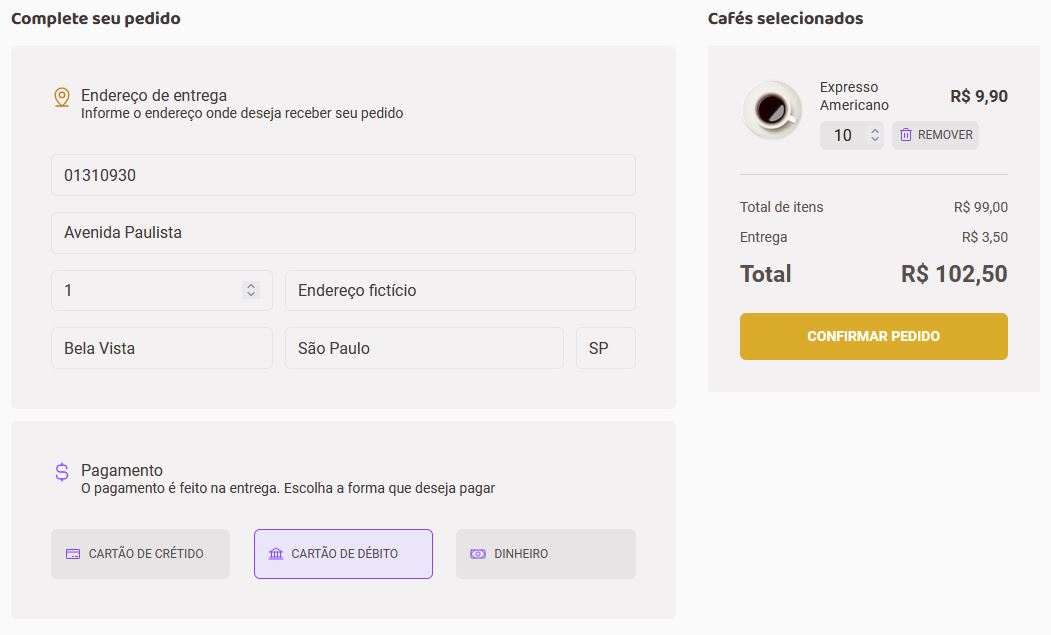 Complete seu pedido
Endereço de entrega
Informe o endereço onde deseja receber seu pedido
01310930
Avenida Paulista
1
Endereço fictício
Bela Vista
São Paulo
SP
Pagamento
O pagamento é feito na entrega. Escolha a forma que deseja pagar
CARTÃO DE CRÉTIDO
CARTÃO DE DÉBITO
DINHEIRO
Cafés selecionados
Expresso
Americano
R$ 9,90
10
REMOVER
Total de itens R$ 99,00
Entrega R$ 3,50
Total R$ 102,50
CONFIRMAR PEDIDO